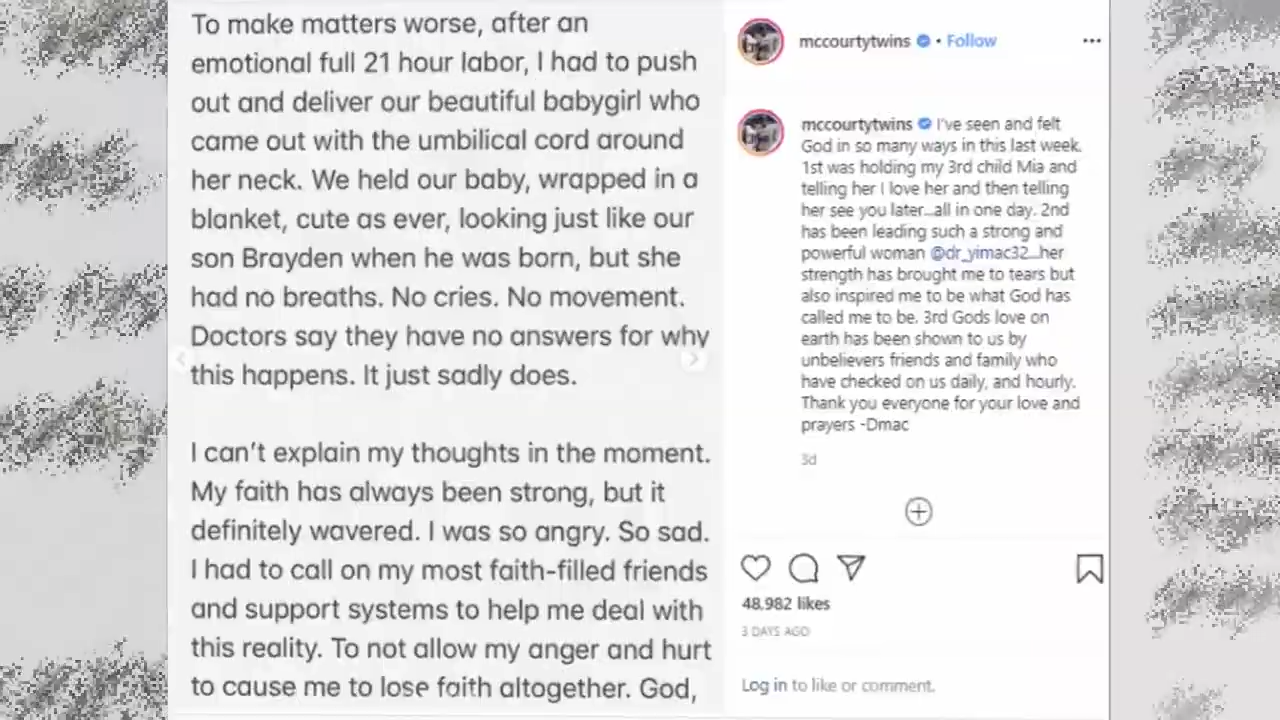 To make matters worse, after an
emotional full 21 hour labor, I had to push
out and deliver our beautiful babygirl who
came out with the umbilical cord around
her neck. We held our baby, wrapped in a
blanket, cute as ever, looking just like our
son Brayden when he was born, but she
had no breaths. No cries. No movement.
Doctors say they have no answers for why
this happens. It just sadly does.
I can't explain my thoughts in the moment.
My faith has always been strong, but it
definitely wavered. I was so angry. So sad.
I had to call on my most faith-filled friends
and support systems to help me deal with
this reality. To not allow my anger and hurt
to cause me to lose faith altogether. God,
mccourtytwins • Follow
mccourtytwins I've seen and felt
God in so many ways in this last week.
1st was holding my 3rd child Mia and
telling her I love her and then telling
her see you later...all in one day. 2nd
has been leading such a strong and
powerful woman @dr_yimac32...her
strength has brought me to tears but
also inspired me to be what God has
called me to be. 3rd Gods love on
earth has been shown to us by
unbelievers friends and family who
have checked on us daily, and hourly.
Thank you everyone for your love and
prayers -Dmac
3d
48,982 likes
3 DAYS AGO
Log in to like or comment.